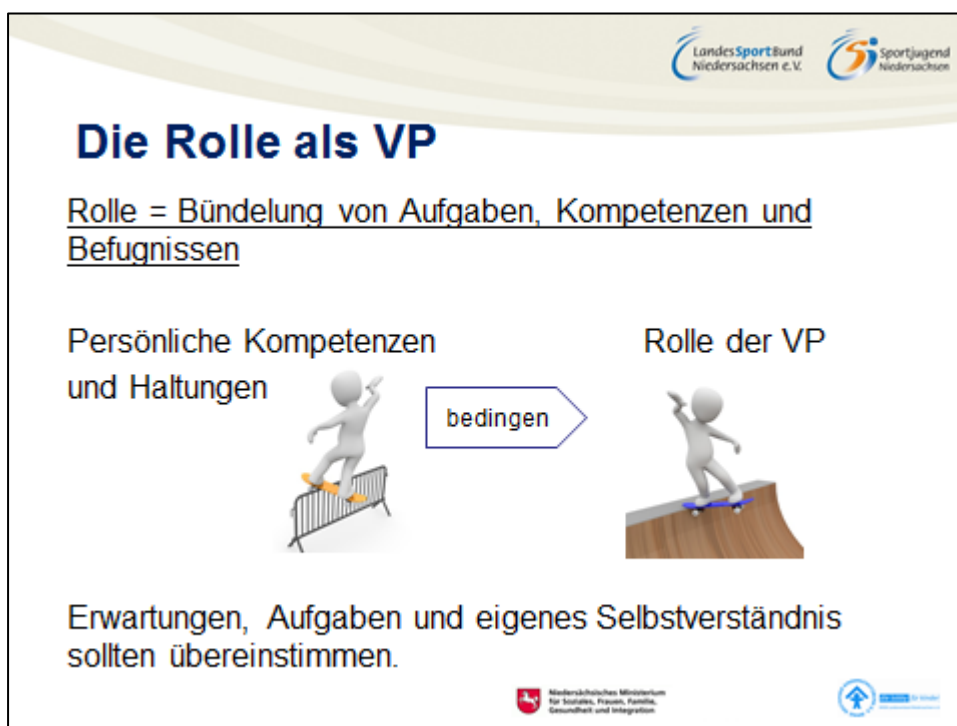 LandesSportBund
Niedersachsen e.V.
Sportjugend
Niedersachsen
Die Rolle als VP
Rolle = Bündelung von Aufgaben, Kompetenzen und
Befugnissen
Persönliche Kompetenzen
und Haltungen
Rolle der VP
bedingen
Erwartungen, Aufgaben und eigenes Selbstverständnis
sollten übereinstimmen.
Niedersächsisches Ministerium
für Soziales, Frauen, Familie,
Gesundheit und Integration